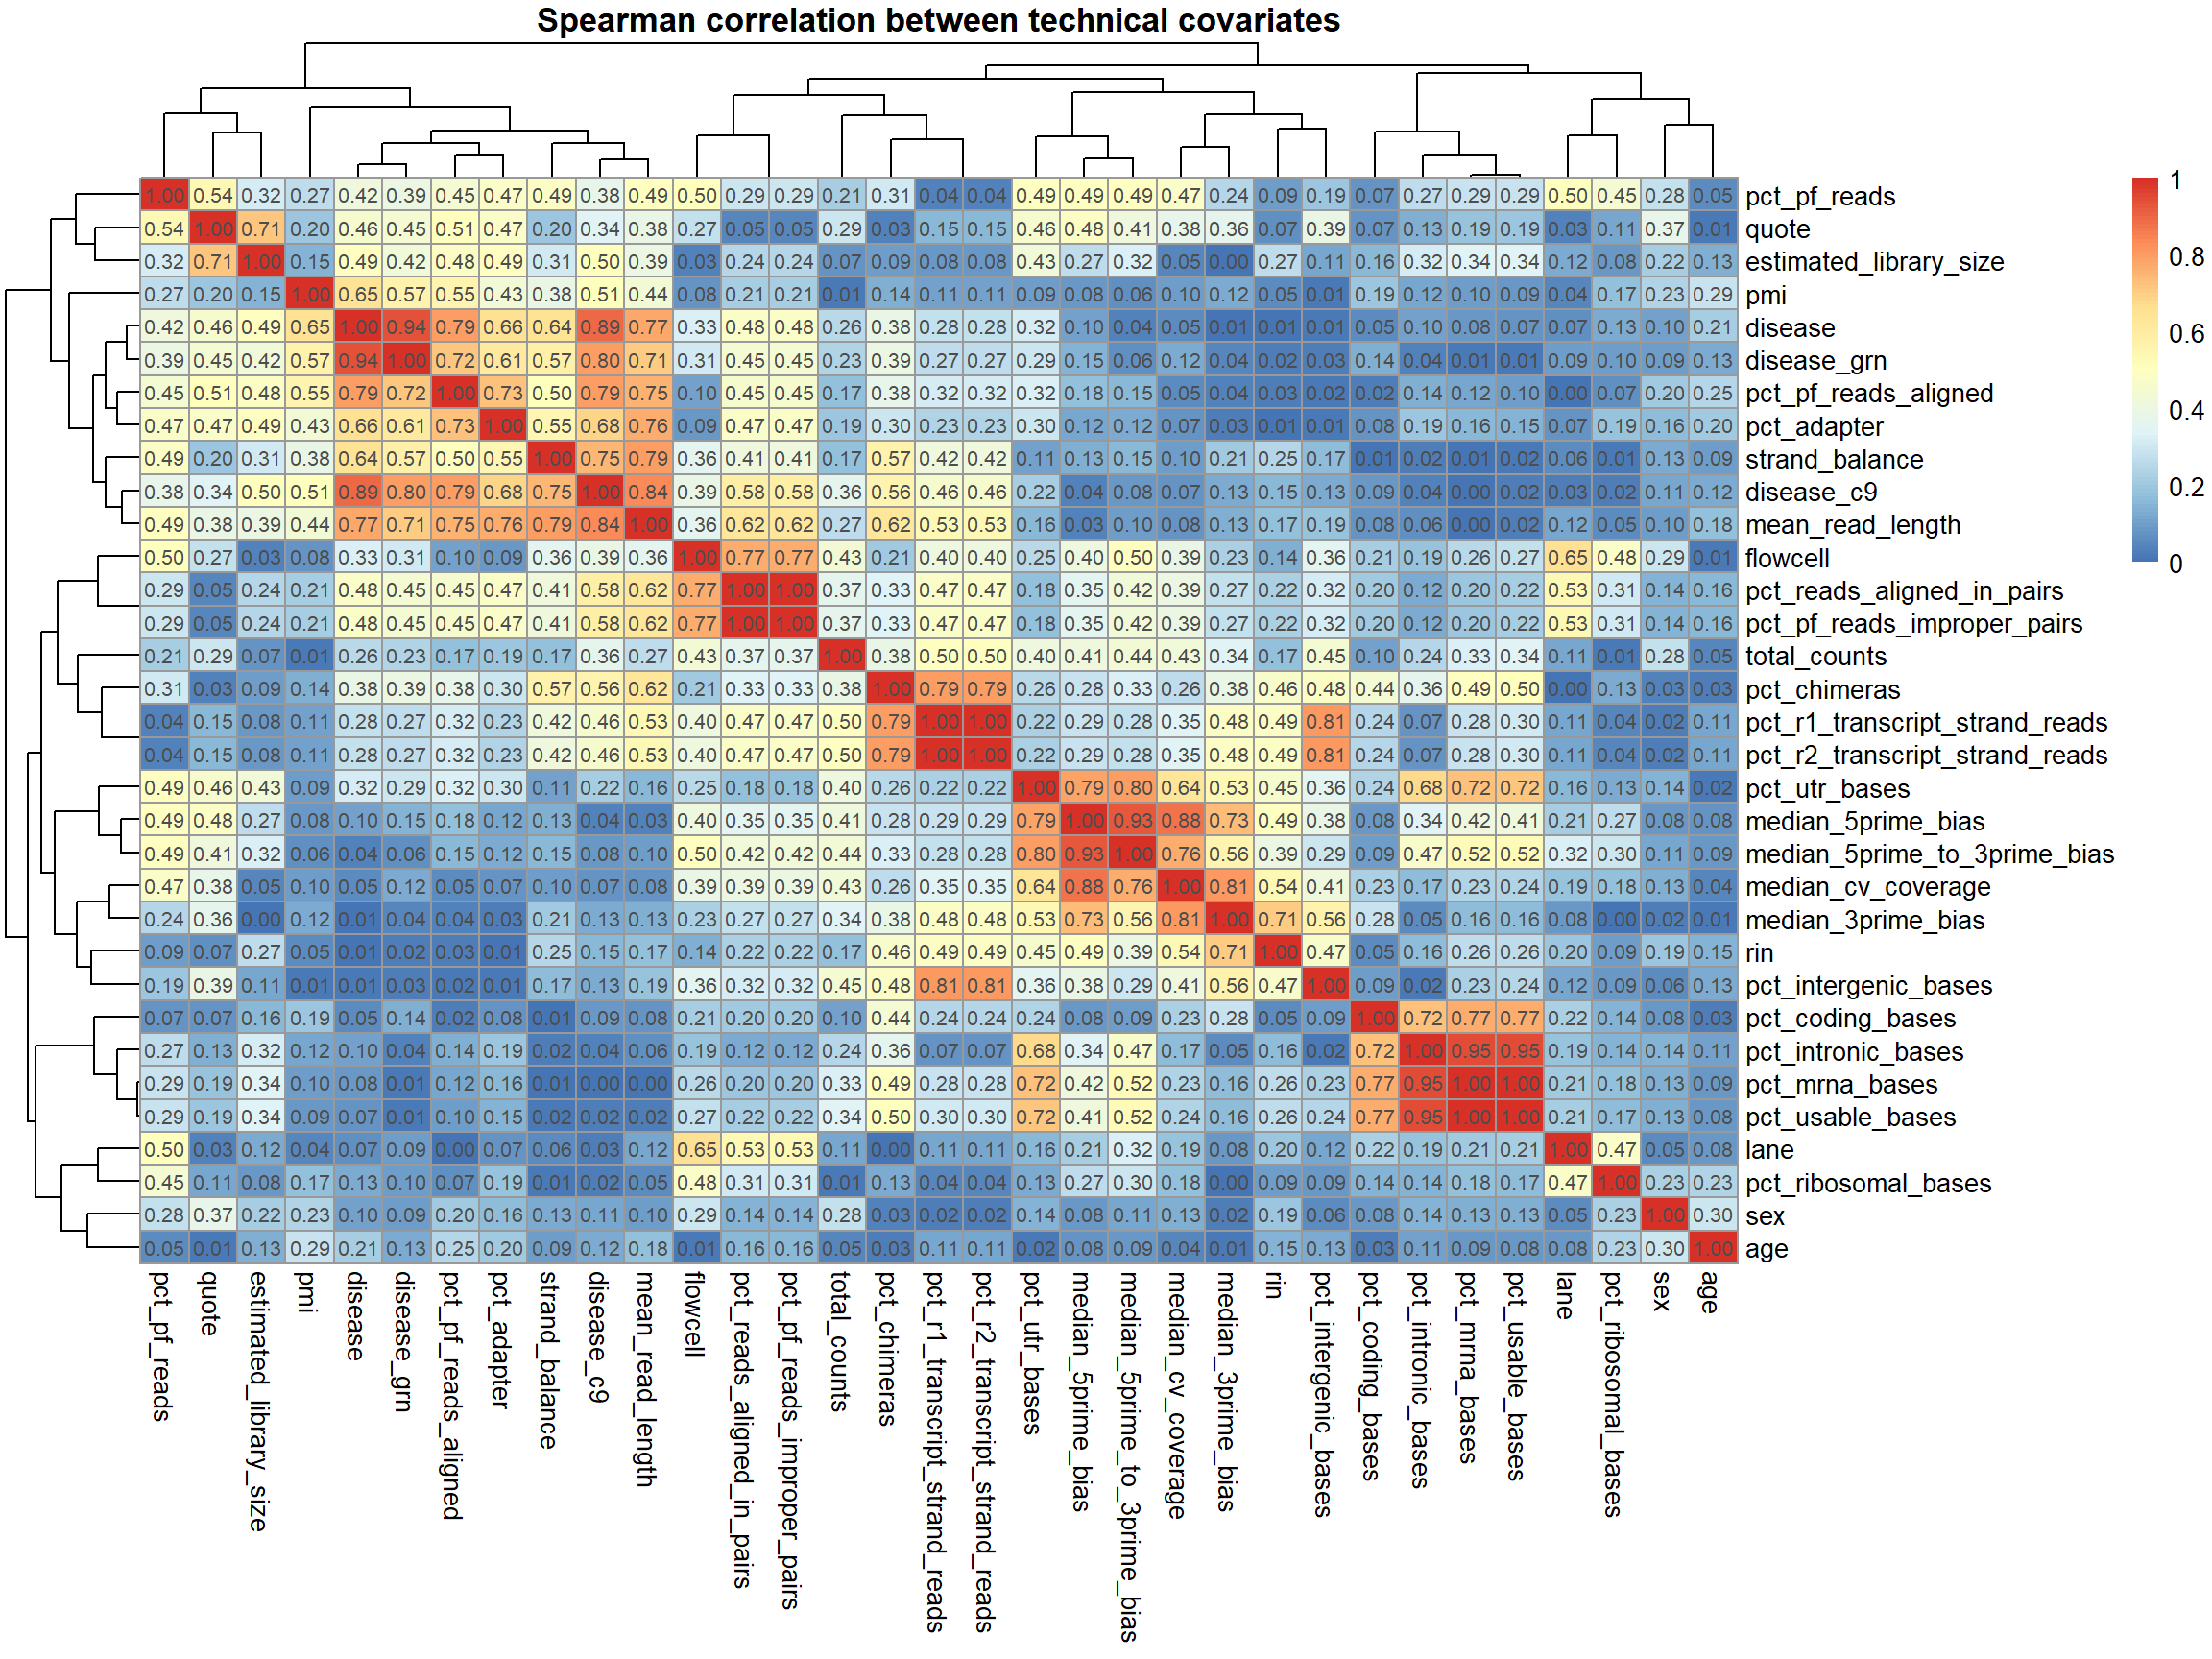 Spearman correlation between technical covariates
1.00 0.54 0.32 0.27 0.42 0.39 0.45 0.47 0.49 0.38 0.49 0.50 0.29 0.29 0.21 0.31 0.04 0.04 0.49 0.49 0.49 0.47 0.24 0.09 0.19 0.07 0.27 0.29 0.29 0.50 0.45 0.28 0.05 pct_pf_reads
0.54 1.00 0.71 0.20 0.46 0.45 0.51 0.47 0.20 0.34 0.38 0.27 0.05 0.05 0.29 0.03 0.15 0.15 0.46 0.48 0.41 0.38 0.36 0.07 0.39 0.07 0.13 0.19 0.19 0.03 0.11 0.37 0.01 quote
0.32 0.71 1.00 0.15 0.49 0.42 0.48 0.49 0.31 0.50 0.39 0.03 0.24 0.24 0.07 0.09 0.08 0.08 0.43 0.27 0.32 0.05 0.00 0.27 0.11 0.16 0.32 0.34 0.34 0.12 0.08 0.22 0.13 estimated_library_size
0.27 0.20 0.15 1.00 0.65 0.57 0.55 0.43 0.38 0.51 0.44 0.08 0.21 0.21 0.01 0.14 0.11 0.11 0.09 0.08 0.06 0.10 0.12 0.05 0.01 0.19 0.12 0.10 0.09 0.04 0.17 0.23 0.29 pmi
0.42 0.46 0.49 0.65 1.00 0.94 0.79 0.66 0.64 0.89 0.77 0.33 0.48 0.48 0.26 0.38 0.28 0.28 0.32 0.10 0.04 0.05 0.01 0.01 0.01 0.05 0.10 0.08 0.07 0.07 0.13 0.10 0.21 disease
0.39 0.45 0.42 0.57 0.94 1.00 0.72 0.61 0.57 0.80 0.71 0.31 0.45 0.45 0.23 0.39 0.27 0.27 0.29 0.15 0.06 0.12 0.04 0.02 0.03 0.14 0.04 0.01 0.01 0.09 0.10 0.09 0.13 disease_grn
0.45 0.51 0.48 0.55 0.79 0.72 1.00 0.73 0.50 0.79 0.75 0.10 0.45 0.45 0.17 0.38 0.32 0.32 0.32 0.18 0.15 0.05 0.04 0.03 0.02 0.02 0.14 0.12 0.10 0.00 0.07 0.20 0.25 pct_pf_reads_aligned
0.47 0.47 0.49 0.43 0.66 0.61 0.73 1.00 0.55 0.68 0.76 0.09 0.47 0.47 0.19 0.30 0.23 0.23 0.30 0.12 0.12 0.07 0.03 0.01 0.01 0.08 0.19 0.16 0.15 0.07 0.19 0.16 0.20 pct_adapter
0.49 0.20 0.31 0.38 0.64 0.57 0.50 0.55 1.00 0.75 0.79 0.36 0.41 0.41 0.17 0.57 0.42 0.42 0.11 0.13 0.15 0.10 0.21 0.25 0.17 0.01 0.02 0.01 0.02 0.06 0.01 0.13 0.09 strand_balance
0.38 0.34 0.50 0.51 0.89 0.80 0.79 0.68 0.75 1.00 0.84 0.39 0.58 0.58 0.36 0.56 0.46 0.46 0.22 0.04 0.08 0.07 0.13 0.15 0.13 0.09 0.04 0.00 0.02 0.03 0.02 0.11 0.12 disease_c9
0.49 0.38 0.39 0.44 0.77 0.71 0.75 0.76 0.79 0.84 1.00 0.36 0.62 0.62 0.27 0.62 0.53 0.53 0.16 0.03 0.10 0.08 0.13 0.17 0.19 0.08 0.06 0.00 0.02 0.12 0.05 0.10 0.18 mean_read_length
0.50 0.27 0.03 0.08 0.33 0.31 0.10 0.09 0.36 0.39 0.36 1.00 0.77 0.77 0.43 0.21 0.40 0.40 0.25 0.40 0.50 0.39 0.23 0.14 0.36 0.21 0.19 0.26 0.27 0.65 0.48 0.29 0.01 flowcell
0.29 0.05 0.24 0.21 0.48 0.45 0.45 0.47 0.41 0.58 0.62 0.77 1.00 1.00 0.37 0.33 0.47 0.47 0.18 0.35 0.42 0.39 0.27 0.22 0.32 0.20 0.12 0.20 0.22 0.53 0.31 0.14 0.16 pct_reads_aligned_in_pairs
0.29 0.05 0.24 0.21 0.48 0.45 0.45 0.47 0.41 0.58 0.62 0.77 1.00 1.00 0.37 0.33 0.47 0.47 0.18 0.35 0.42 0.39 0.27 0.22 0.32 0.20 0.12 0.20 0.22 0.53 0.31 0.14 0.16 pct_pf_reads_improper_pairs
0.21 0.29 0.07 0.01 0.26 0.23 0.17 0.19 0.17 0.36 0.27 0.43 0.37 0.37 1.00 0.38 0.50 0.50 0.40 0.41 0.44 0.43 0.34 0.17 0.45 0.10 0.24 0.33 0.34 0.11 0.01 0.28 0.05 total_counts
0.31 0.03 0.09 0.14 0.38 0.39 0.38 0.30 0.57 0.56 0.62 0.21 0.33 0.33 0.38 1.00 0.79 0.79 0.26 0.28 0.33 0.26 0.38 0.46 0.48 0.44 0.36 0.49 0.50 0.00 0.13 0.03 0.03 pct_chimeras
0.04 0.15 0.08 0.11 0.28 0.27 0.32 0.23 0.42 0.46 0.53 0.40 0.47 0.47 0.50 0.79 1.00 1.00 0.22 0.29 0.28 0.35 0.48 0.49 0.81 0.24 0.07 0.28 0.30 0.11 0.04 0.02 0.11 pct_r1_transcript_strand_reads
0.04 0.15 0.08 0.11 0.28 0.27 0.32 0.23 0.42 0.46 0.53 0.40 0.47 0.47 0.50 0.79 1.00 1.00 0.22 0.29 0.28 0.35 0.48 0.49 0.81 0.24 0.07 0.28 0.30 0.11 0.04 0.02 0.11 pct_r2_transcript_strand_reads
0.49 0.46 0.43 0.09 0.32 0.29 0.32 0.30 0.11 0.22 0.16 0.25 0.18 0.18 0.40 0.26 0.22 0.22 1.00 0.79 0.80 0.64 0.53 0.45 0.36 0.24 0.68 0.72 0.72 0.16 0.13 0.14 0.02 pct_utr_bases
0.49 0.48 0.27 0.08 0.10 0.15 0.18 0.12 0.13 0.04 0.03 0.40 0.35 0.35 0.41 0.28 0.29 0.29 0.79 1.00 0.93 0.88 0.73 0.49 0.38 0.08 0.34 0.42 0.41 0.21 0.27 0.08 0.08 median_5prime_bias
0.49 0.41 0.32 0.06 0.04 0.06 0.15 0.12 0.15 0.08 0.10 0.50 0.42 0.42 0.44 0.33 0.28 0.28 0.80 0.93 1.00 0.76 0.56 0.39 0.29 0.09 0.47 0.52 0.52 0.32 0.30 0.11 0.09 median_5prime_to_3prime_bias
0.47 0.38 0.05 0.10 0.05 0.12 0.05 0.07 0.10 0.07 0.08 0.39 0.39 0.39 0.43 0.26 0.35 0.35 0.64 0.88 0.76 1.00 0.81 0.54 0.41 0.23 0.17 0.23 0.24 0.19 0.18 0.13 0.04 median_cv_coverage
0.24 0.36 0.00 0.12 0.01 0.04 0.04 0.03 0.21 0.13 0.13 0.23 0.27 0.27 0.34 0.38 0.48 0.48 0.53 0.73 0.56 0.81 1.00 0.71 0.56 0.28 0.05 0.16 0.16 0.08 0.00 0.02 0.01 median_3prime_bias
0.09 0.07 0.27 0.05 0.01 0.02 0.03 0.01 0.25 0.15 0.17 0.14 0.22 0.22 0.17 0.46 0.49 0.49 0.45 0.49 0.39 0.54 0.71 1.00 0.47 0.05 0.16 0.26 0.26 0.20 0.09 0.19 0.15 rin
0.19 0.39 0.11 0.01 0.01 0.03 0.02 0.01 0.17 0.13 0.19 0.36 0.32 0.32 0.45 0.48 0.81 0.81 0.36 0.38 0.29 0.41 0.56 0.47 1.00 0.09 0.02 0.23 0.24 0.12 0.09 0.06 0.13 pct_intergenic_bases
0.07 0.07 0.16 0.19 0.05 0.14 0.02 0.08 0.01 0.09 0.08 0.21 0.20 0.20 0.10 0.44 0.24 0.24 0.24 0.08 0.09 0.23 0.28 0.05 0.09 1.00 0.72 0.77 0.77 0.22 0.14 0.08 0.03 pct_coding_bases
0.27 0.13 0.32 0.12 0.10 0.04 0.14 0.19 0.02 0.04 0.06 0.19 0.12 0.12 0.24 0.36 0.07 0.07 0.68 0.34 0.47 0.17 0.05 0.16 0.02 0.72 1.00 0.95 0.95 0.19 0.14 0.14 0.11 pct_intronic_bases
0.29 0.19 0.34 0.10 0.08 0.01 0.12 0.16 0.01 0.00 0.00 0.26 0.20 0.20 0.33 0.49 0.28 0.28 0.72 0.42 0.52 0.23 0.16 0.26 0.23 0.77 0.95 1.00 1.00 0.21 0.18 0.13 0.09 pct_mrna_bases
0.29 0.19 0.34 0.09 0.07 0.01 0.10 0.15 0.02 0.02 0.02 0.27 0.22 0.22 0.34 0.50 0.30 0.30 0.72 0.41 0.52 0.24 0.16 0.26 0.24 0.77 0.95 1.00 1.00 0.21 0.17 0.13 0.08 pct_usable_bases
0.50 0.03 0.12 0.04 0.07 0.09 0.00 0.07 0.06 0.03 0.12 0.65 0.53 0.53 0.11 0.00 0.11 0.11 0.16 0.21 0.32 0.19 0.08 0.20 0.12 0.22 0.19 0.21 0.21 1.00 0.47 0.05 0.08 lane
0.45 0.11 0.08 0.17 0.13 0.10 0.07 0.19 0.01 0.02 0.05 0.48 0.31 0.31 0.01 0.13 0.04 0.04 0.13 0.27 0.30 0.18 0.00 0.09 0.09 0.14 0.14 0.18 0.17 0.47 1.00 0.23 0.23 pct_ribosomal_bases
0.28 0.37 0.22 0.23 0.10 0.09 0.20 0.16 0.13 0.11 0.10 0.29 0.14 0.14 0.28 0.03 0.02 0.02 0.14 0.08 0.11 0.13 0.02 0.19 0.06 0.08 0.14 0.13 0.13 0.05 0.23 1.00 0.30 sex
0.05 0.01 0.13 0.29 0.21 0.13 0.25 0.20 0.09 0.12 0.18 0.01 0.16 0.16 0.05 0.03 0.11 0.11 0.02 0.08 0.09 0.04 0.01 0.15 0.13 0.03 0.11 0.09 0.08 0.08 0.23 0.30 1.00 age
pct_pf_reads
quote
estimated_library_size
pmi
disease
disease_grn
pct_pf_reads_aligned
pct_adapter
strand_balance
disease_c9
mean_read_length
flowcell
pct_reads_aligned_in_pairs
pct_pf_reads_improper_pairs
total_counts
pct_chimeras
pct_r1_transcript_strand_reads
pct_r2_transcript_strand_reads
pct_utr_bases
median_5prime_bias
median_5prime_to_3prime_bias
median_cv_coverage
median_3prime_bias
rin
pct_intergenic_bases
pct_coding_bases
pct_intronic_bases
pct_mrna_bases
pct_usable_bases
lane
pct_ribosomal_bases
sex
age
1
0.8
0.6
0.4
0.2
0